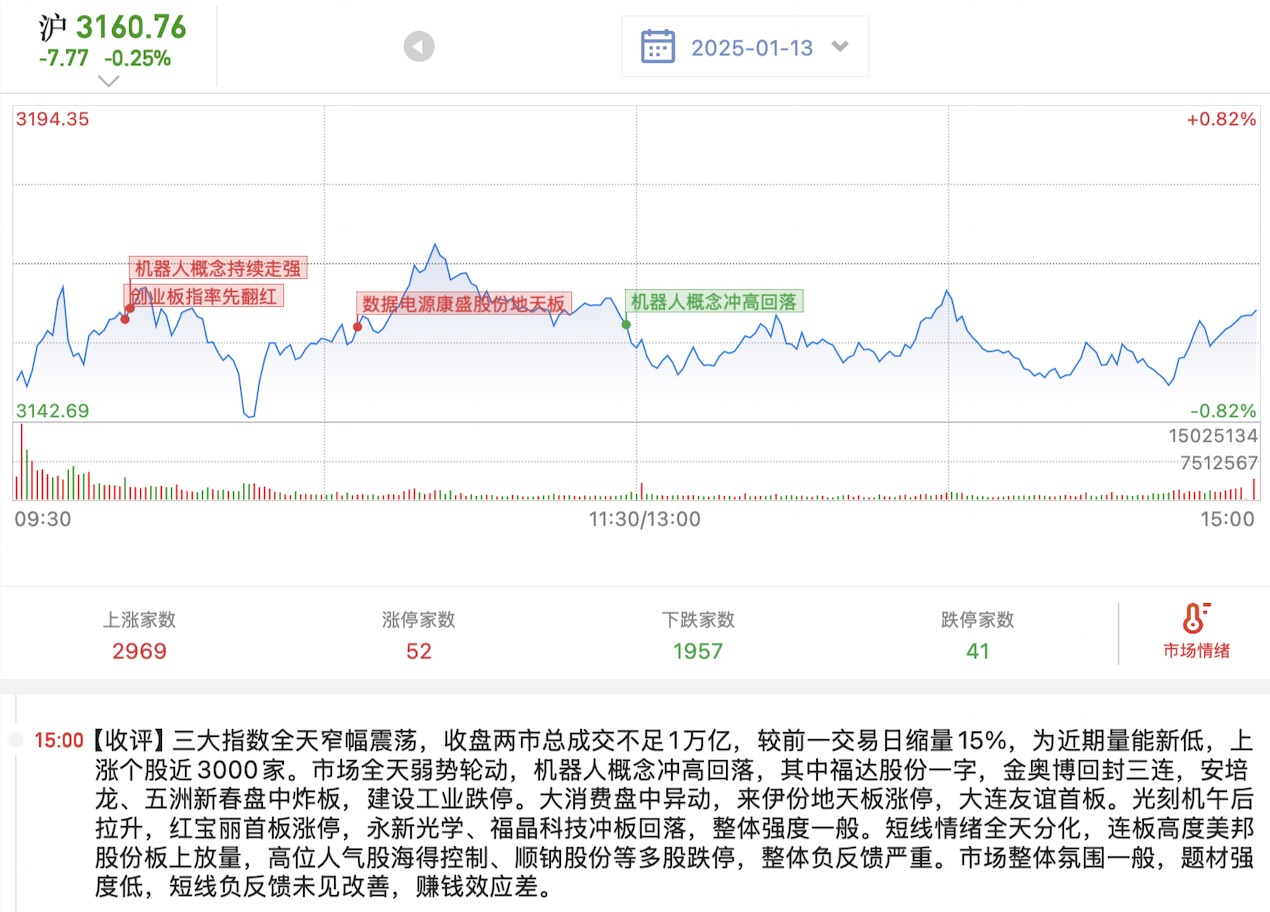 沪 3160.76
-7.77 -0.25%
2025-01-13
3194.35
+0.82%
机器人概念持续走强
创业板指率先翻红
数据电源康盛股份地天板
机器人概念冲高回落
3142.69
-0.82%
15025134
7512567
09:30
11:30/13:00
15:00
上涨家数
涨停家数
下跌家数
跌停家数
2969
52
1957
41
市场情绪
15:00【收评】三大指数全天窄幅震荡，收盘两市总成交不足1万亿，较前一交易日缩量15%，为近期量能新低，上
涨个股近3000家。市场全天弱势轮动，机器人概念冲高回落，其中福达股份一字，金奥博回封三连，安培
龙、五洲新春盘中炸板，建设工业跌停。大消费盘中异动，来伊份地天板涨停，大连友谊首板。光刻机午后
拉升，红宝丽首板涨停，永新光学、福晶科技冲板回落，整体强度一般。短线情绪全天分化，连板高度美邦
股份板上放量，高位人气股海得控制、顺钠股份等多股跌停，整体负反馈严重。市场整体氛围一般，题材强
度低，短线负反馈未见改善，赚钱效应差。